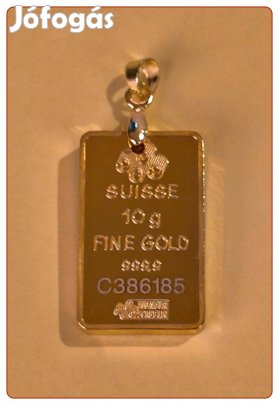 Jófogás
SUISSE
10 g
FINE GOLD
999,9
C386185